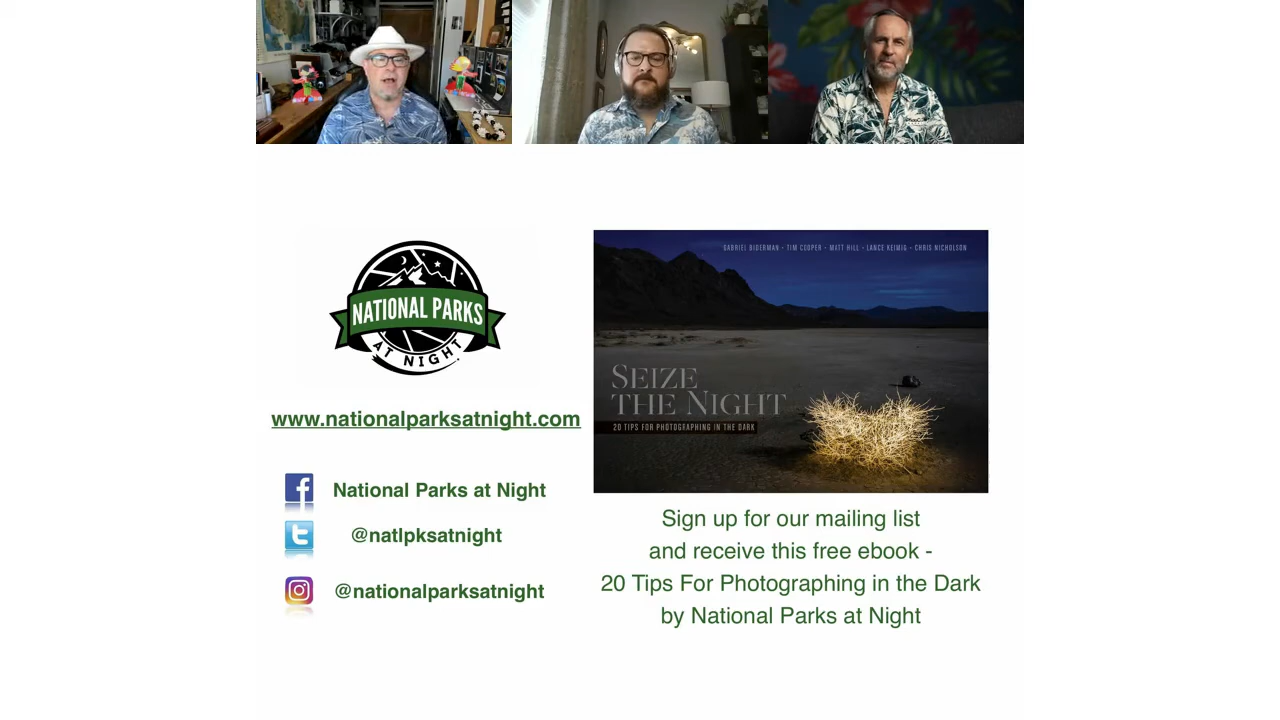 NATIONAL PARKS
AT NIGHT
www.nationalparksatnight.com
National Parks at Night
@natlpksatnight
@nationalparksatnight
GABRIEL BIDERMAN - TIM COOPER - MATT HILL - LANCE KEIMIG - CHRIS NICHOLSON
SEIZE
THE NIGHT
20 TIPS FOR PHOTOGRAPHING IN THE DARK
Sign up for our mailing list
and receive this free ebook -
20 Tips For Photographing in the Dark
by National Parks at Night